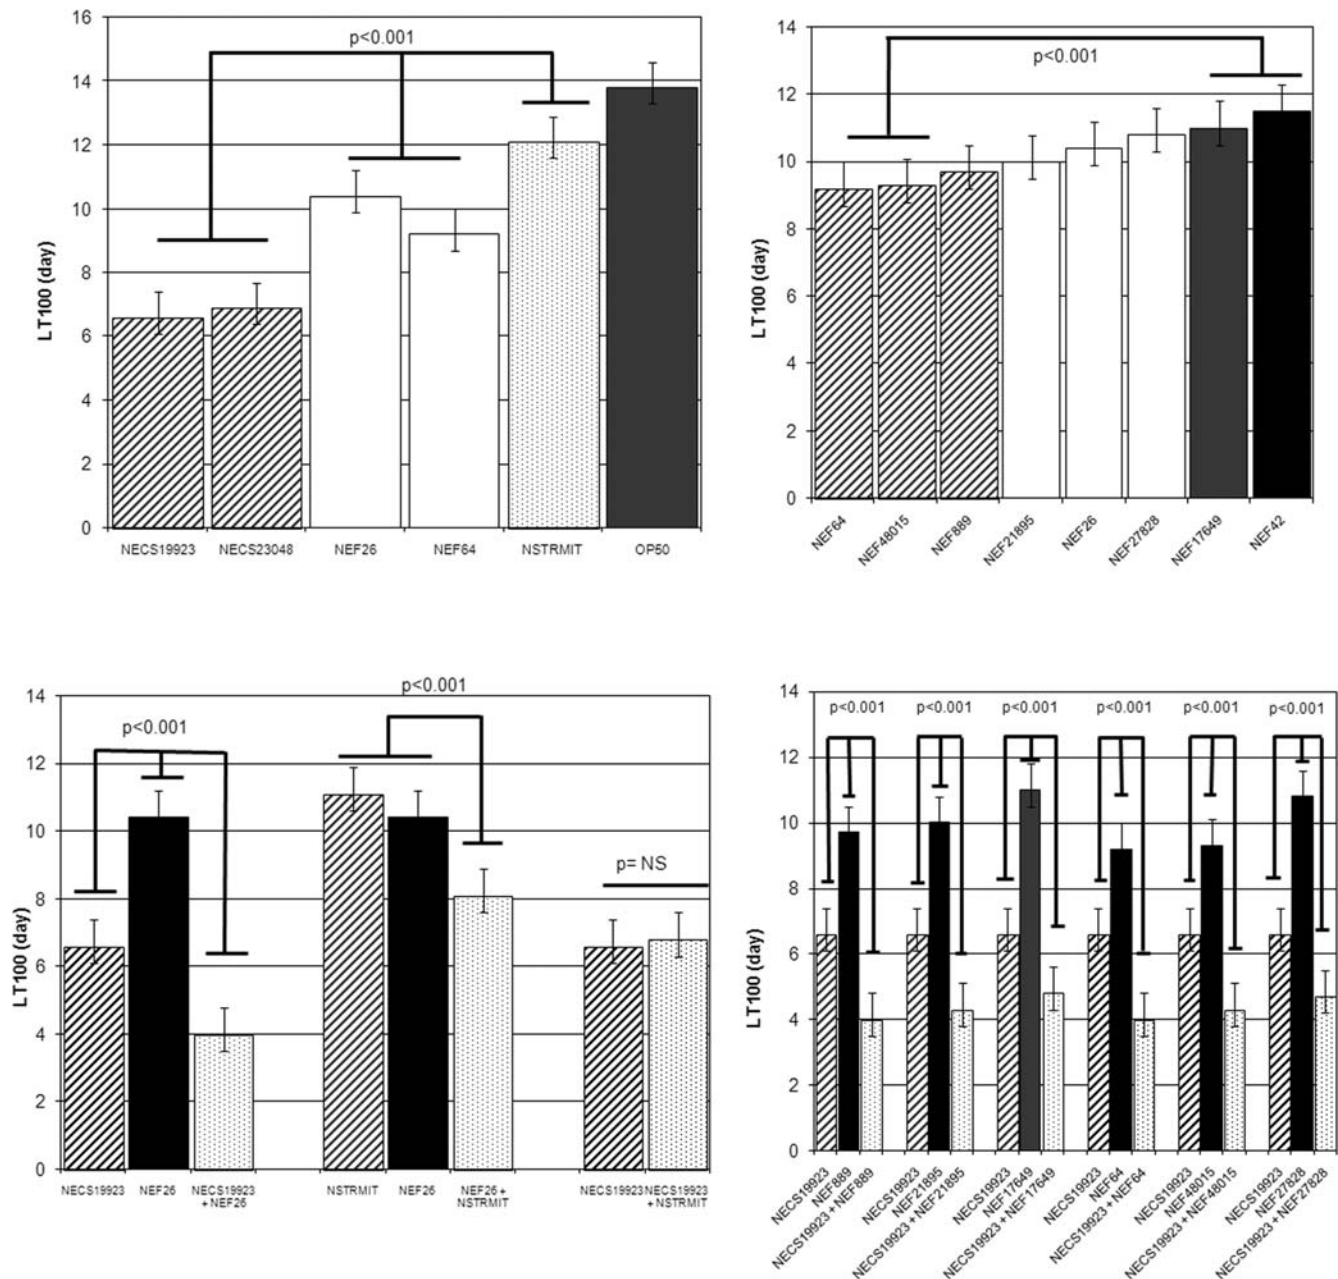 16
14
12
10
8
6
4
2
0
LT100 (day)
p<0.001
NECS19923 NECS23048 NEF26 NEF64 NSTRMIT OP50
14
12
10
8
6
4
2
0
LT100 (day)
p<0.001
NEF64 NEF48015 NEF889 NEF21895 NEF26 NEF27828 NEF17649 NEF42
14
12
10
8
6
4
2
0
LT100 (day)
p<0.001
p<0.001
p= NS
NECS19923 NEF26 NECS19923
+ NEF26
NSTRMIT NEF26 NEF26 +
NSTRMIT
NECS19923 NECS19923
+ NSTRMIT
14
12
10
8
6
4
2
0
LT100 (day)
p<0.001 p<0.001 p<0.001 p<0.001 p<0.001 p<0.001
NECS19923
NEF889
NECS19923 + NEF889
NECS19923
NEF21895
NECS19923 + NEF21895
NECS19923
NEF17649
NECS19923 + NEF17649
NECS19923
NEF64
NECS19923 + NEF64
NECS19923
NEF48015
NECS19923 + NEF48015
NECS19923
NEF27828
NECS19923 + NEF27828